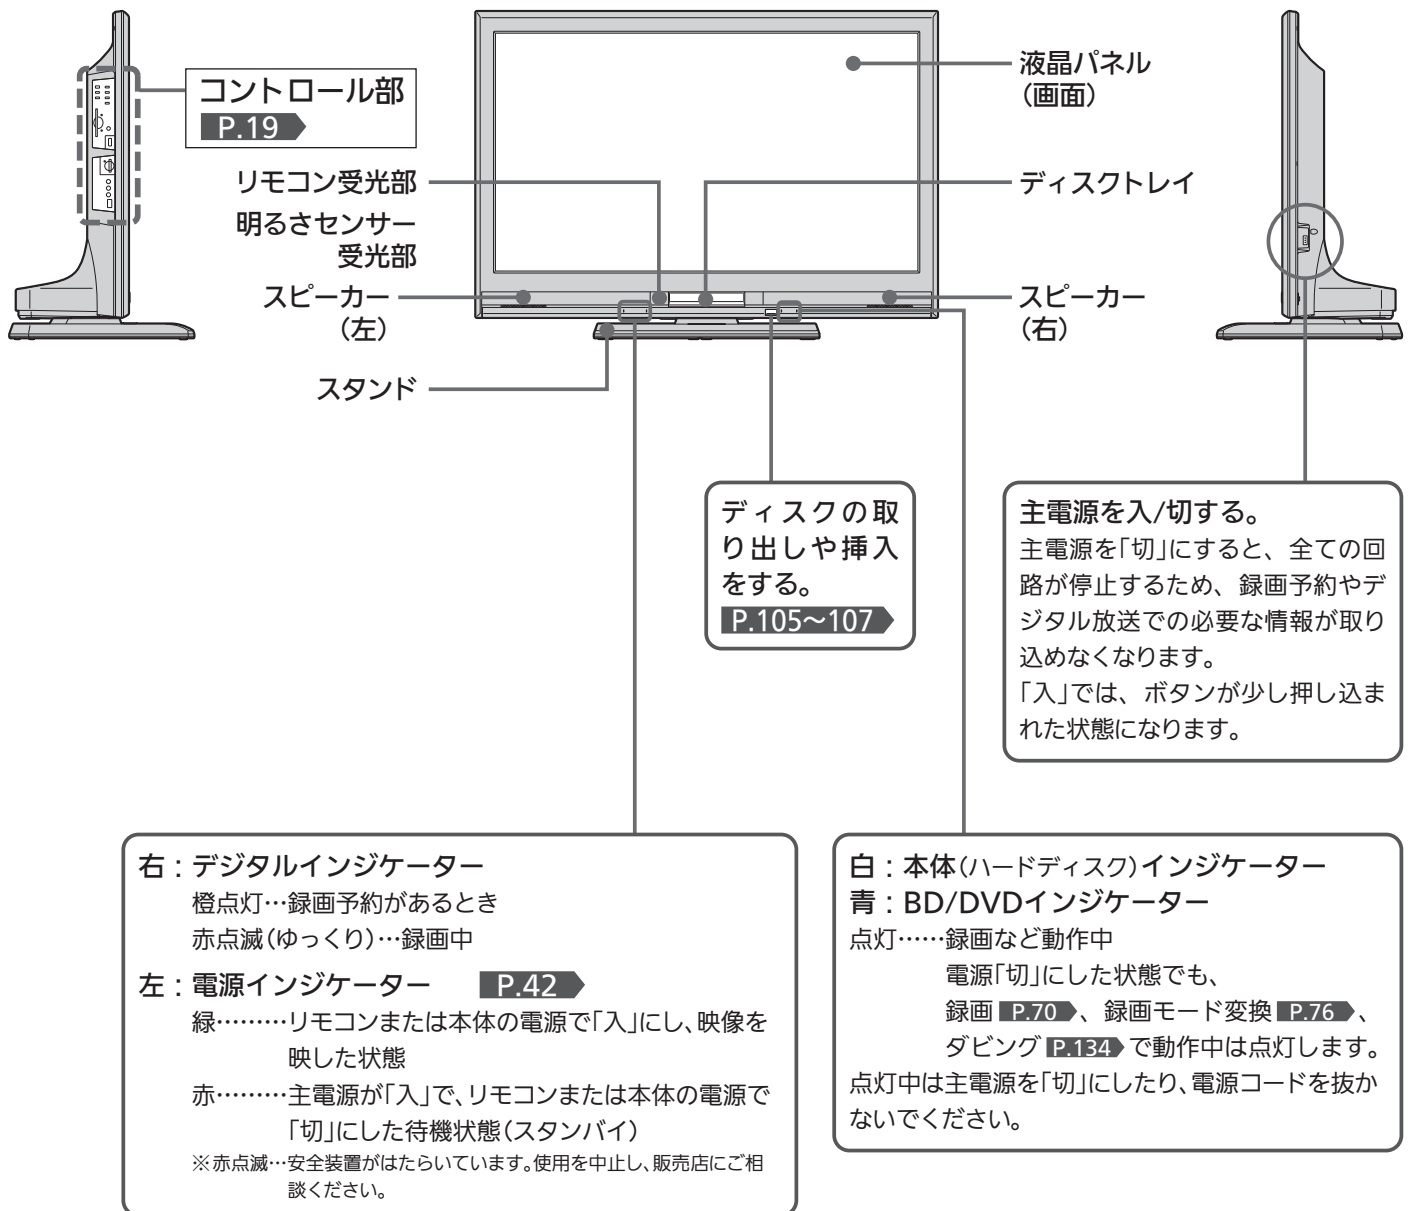 コントロール部
P.19
リモコン受光部
明るさセンサー
受光部
スピーカー
（左）
スタンド
液晶パネル
（画面）
ディスクトレイ
スピーカー
（右）
ディスクの取
り出しや挿入
をする。
P.105～107
主電源を入/切する。
主電源を「切」にすると、全ての回
路が停止するため、録画予約やデ
ジタル放送での必要な情報が取り
込めなくなります。
「入」では、ボタンが少し押し込ま
れた状態になります。
右：デジタルインジケーター
橙点灯…録画予約があるとき
赤点滅（ゆっくり）…録画中
左：電源インジケーター P.42
緑………リモコンまたは本体の電源で「入」にし、映像を
映した状態
赤………主電源が「入」で、リモコンまたは本体の電源で
「切」にした待機状態（スタンバイ）
※赤点滅…安全装置がはたらいています。使用を中止し、販売店にご相
談ください。
白：本体（ハードディスク）インジケーター
青：BD/DVDインジケーター
点灯……録画など動作中
電源「切」にした状態でも、
録画 P.70 、録画モード変換 P.76 、
ダビング P.134 で動作中は点灯します。
点灯中は主電源を「切」にしたり、電源コードを抜か
ないでください。